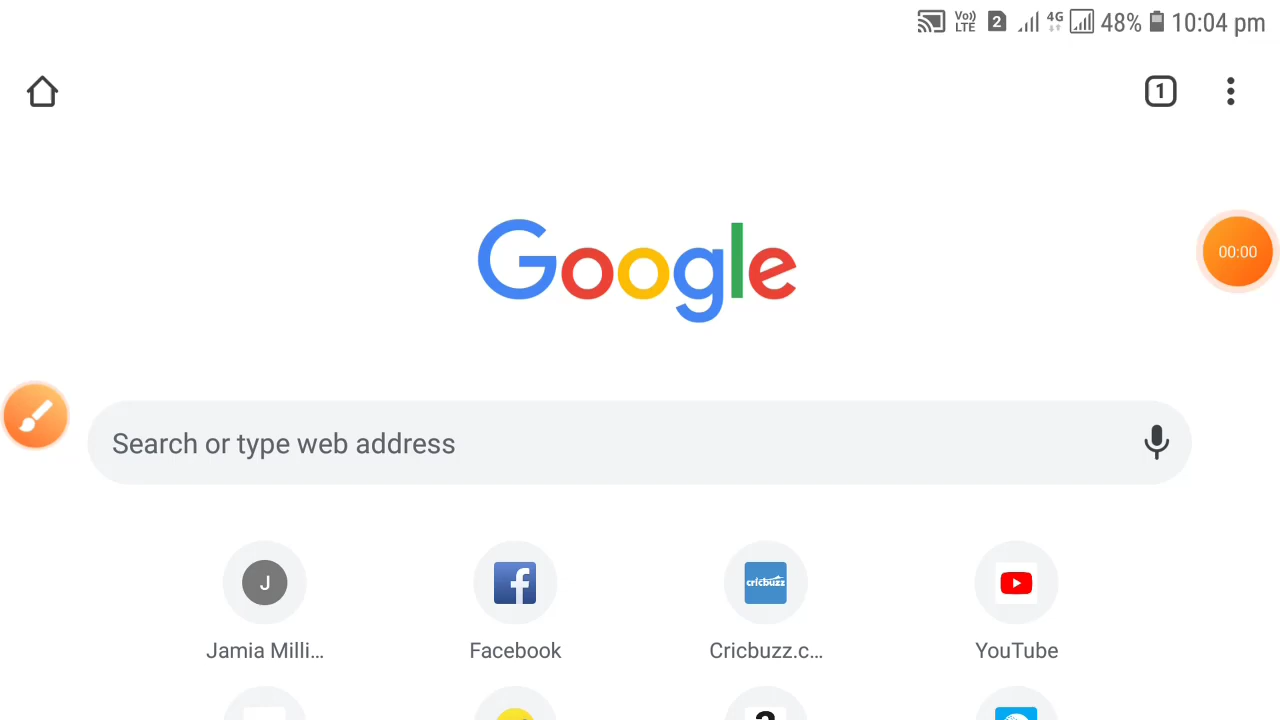 Vo)) LTE 2 4G 48% 10:04 pm
1
Google
00:00
Search or type web address
J
f
cricbuzz
Jamia Milli...
Facebook
Cricbuzz.c...
YouTube